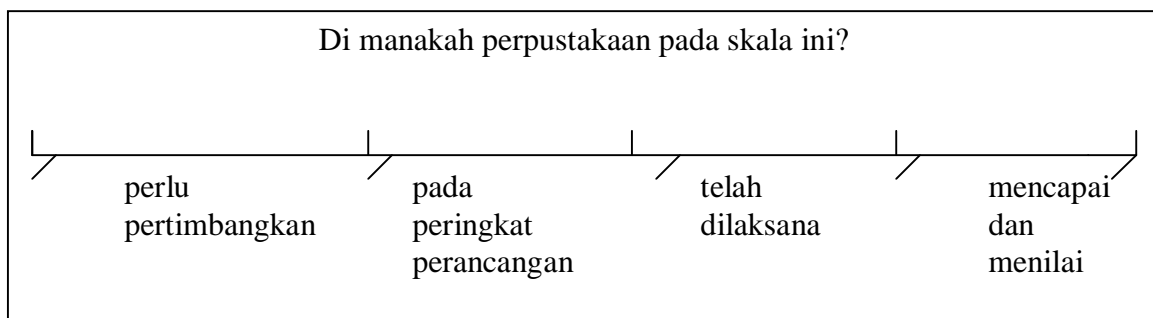 Di manakah perpustakaan pada skala ini?
perlu
pertimbangkan
pada
peringkat
perancangan
telah
dilaksana
mencapai
dan
menilai